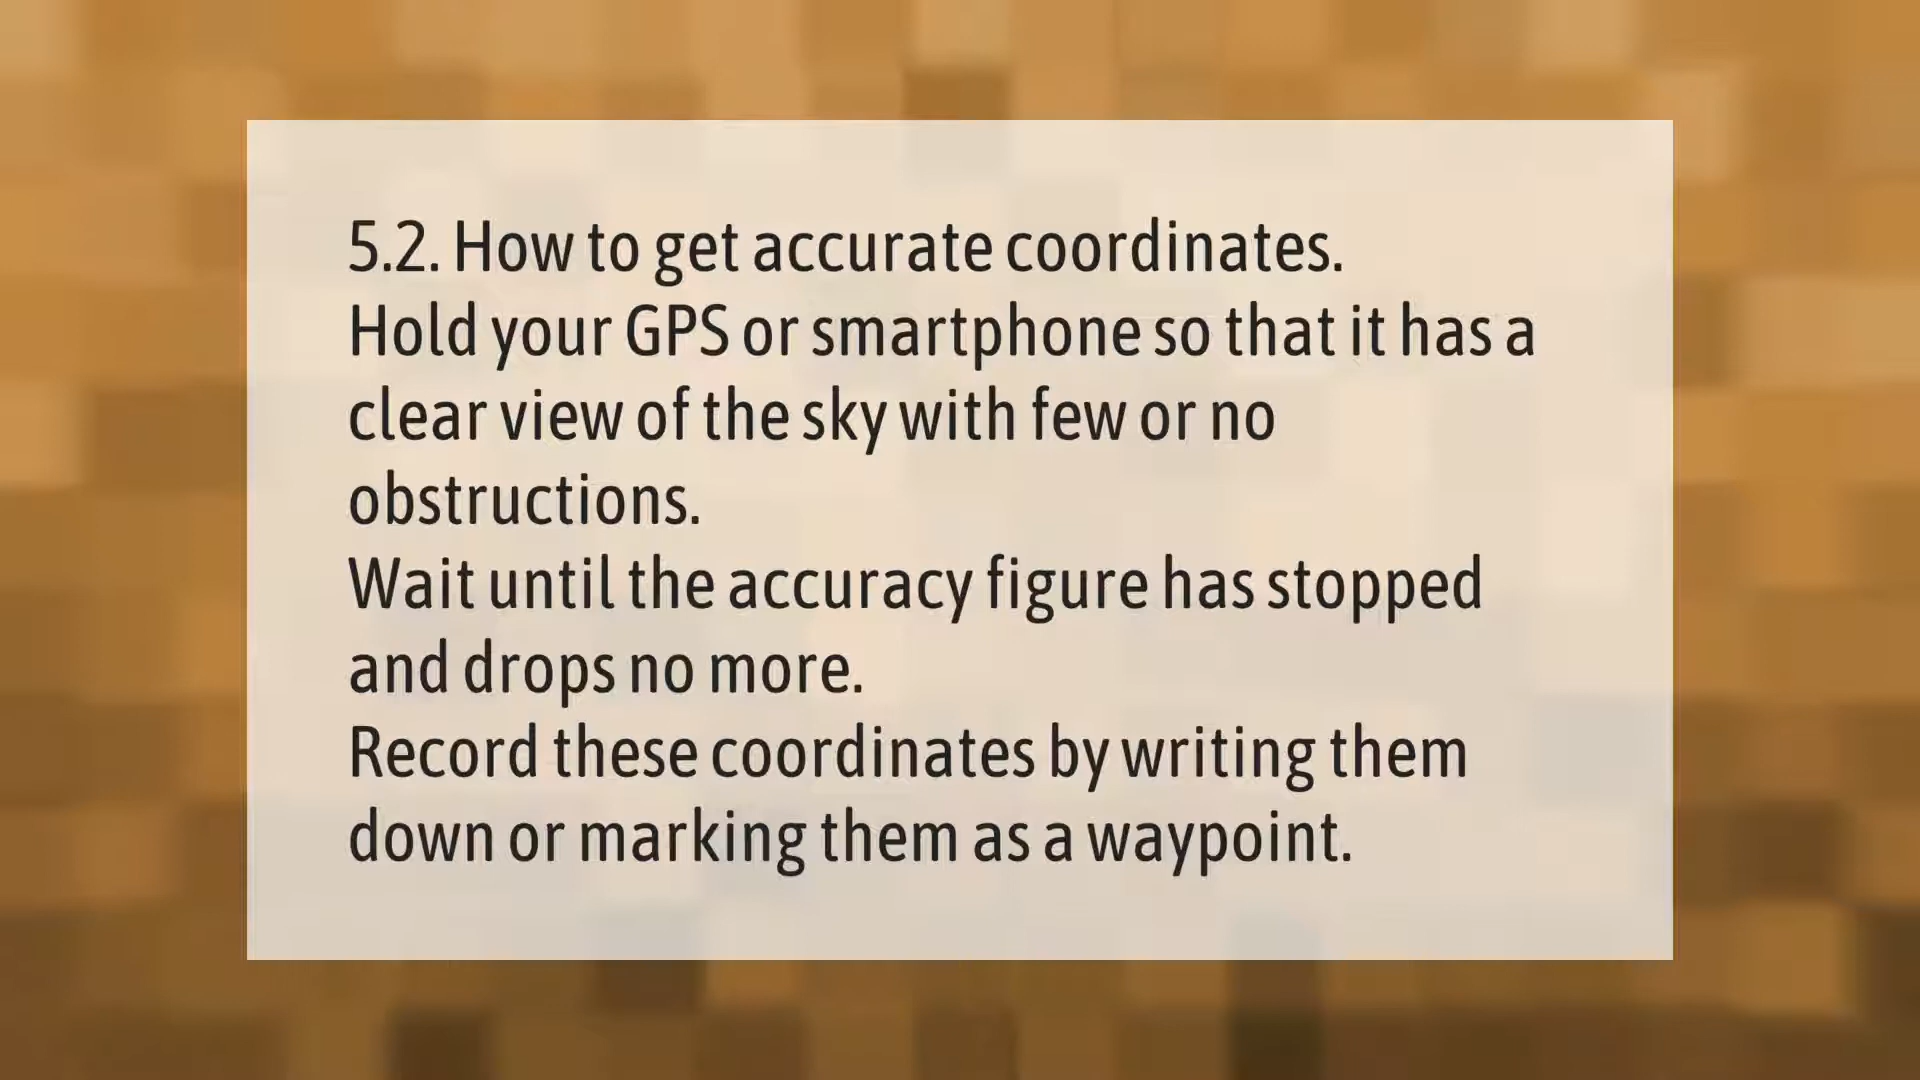 5.2. How to get accurate coordinates.
Hold your GPS or smartphone so that it has a
clear view of the sky with few or no
obstructions.
Wait until the accuracy figure has stopped
and drops no more.
Record these coordinates by writing them
down or marking them as a waypoint.